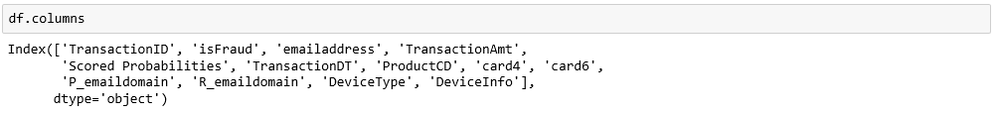 df.columns
Index(['TransactionID', 'isFraud', 'emailaddress', 'TransactionAmt',
'Scored Probabilities', 'TransactionDT', 'ProductCD', 'card4', 'card6',
'P_emaildomain', 'R_emaildomain', 'DeviceType', 'DeviceInfo'],
dtype='object')